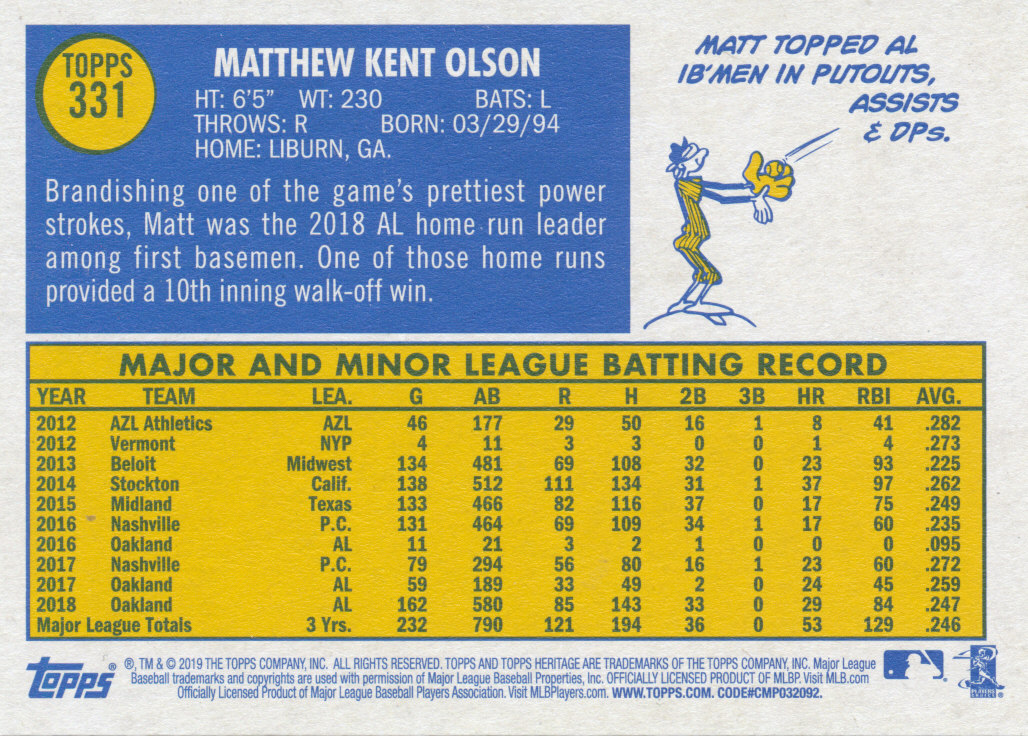 TOPPS
331
MATTHEW KENT OLSON
HT: 6'5" WT: 230 BATS: L
THROWS: R BORN: 03/29/94
HOME: LIBURN, GA.
Brandishing one of the game's prettiest power
strokes, Matt was the 2018 AL home run leader
among first basemen. One of those home runs
provided a 10th inning walk-off win.
MATT TOPPED AL
1B'MEN IN PUTOUTS,
ASSISTS
& DPs.
MAJOR AND MINOR LEAGUE BATTING RECORD
YEAR TEAM LEA. G AB R H 2B 3B HR RBI AVG.
2012 AZL Athletics AZL 46 177 29 50 16 1 8 41 .282
2012 Vermont NYP 4 11 3 3 0 0 1 4 .273
2013 Beloit Midwest 134 481 69 108 32 0 23 93 .225
2014 Stockton Calif. 138 512 111 134 31 1 37 97 .262
2015 Midland Texas 133 466 82 116 37 0 17 75 .249
2016 Nashville P.C. 131 464 69 109 34 1 17 60 .235
2016 Oakland AL 11 21 3 2 1 0 0 0 .095
2017 Nashville P.C. 79 294 56 80 16 1 23 60 .272
2017 Oakland AL 59 189 33 49 2 0 24 45 .259
2018 Oakland AL 162 580 85 143 33 0 29 84 .247
Major League Totals 3 Yrs. 232 790 121 194 36 0 53 129 .246
Topps ® ®, TM & © 2019 THE TOPPS COMPANY, INC. ALL RIGHTS RESERVED. TOPPS AND TOPPS HERITAGE ARE TRADEMARKS OF THE TOPPS COMPANY, INC. Major League
Baseball trademarks and copyrights are used with permission of Major League Baseball Properties, Inc. OFFICIALLY LICENSED PRODUCT OF MLBP. Visit MLB.com
Officially Licensed Product of Major League Baseball Players Association. Visit MLBPlayers.com. WWW.TOPPS.COM. CODE#CMP032092.
PLAYERS